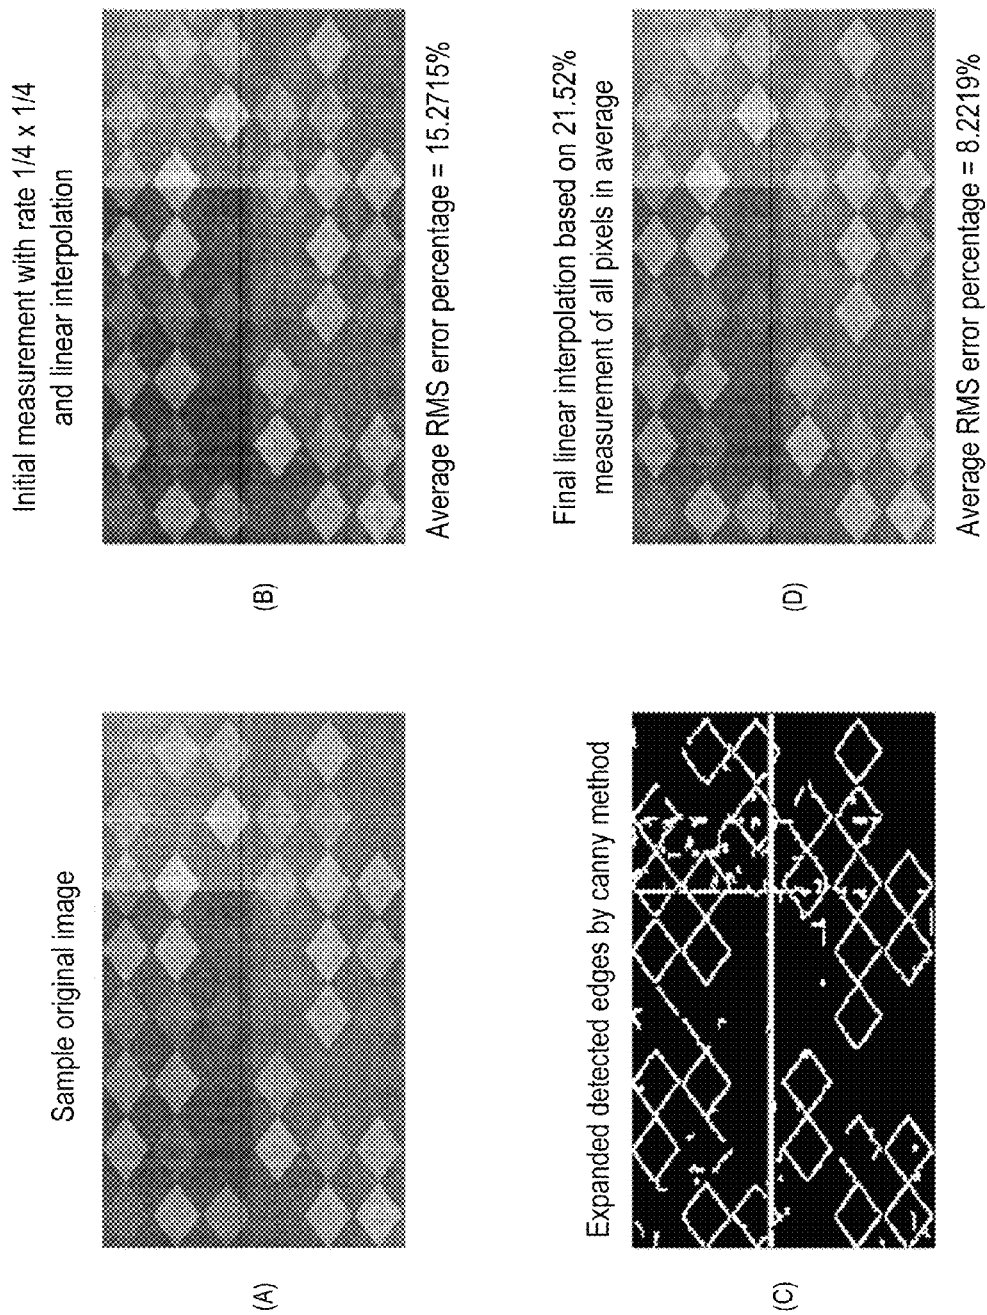 Sample original image
(A)
Initial measurement with rate 1/4 x 1/4
and linear interpolation
(B)
Average RMS error percentage = 15.2715%
Expanded detected edges by canny method
(C)
Final linear interpolation based on 21.52%
measurement of all pixels in average
(D)
Average RMS error percentage = 8.2219%